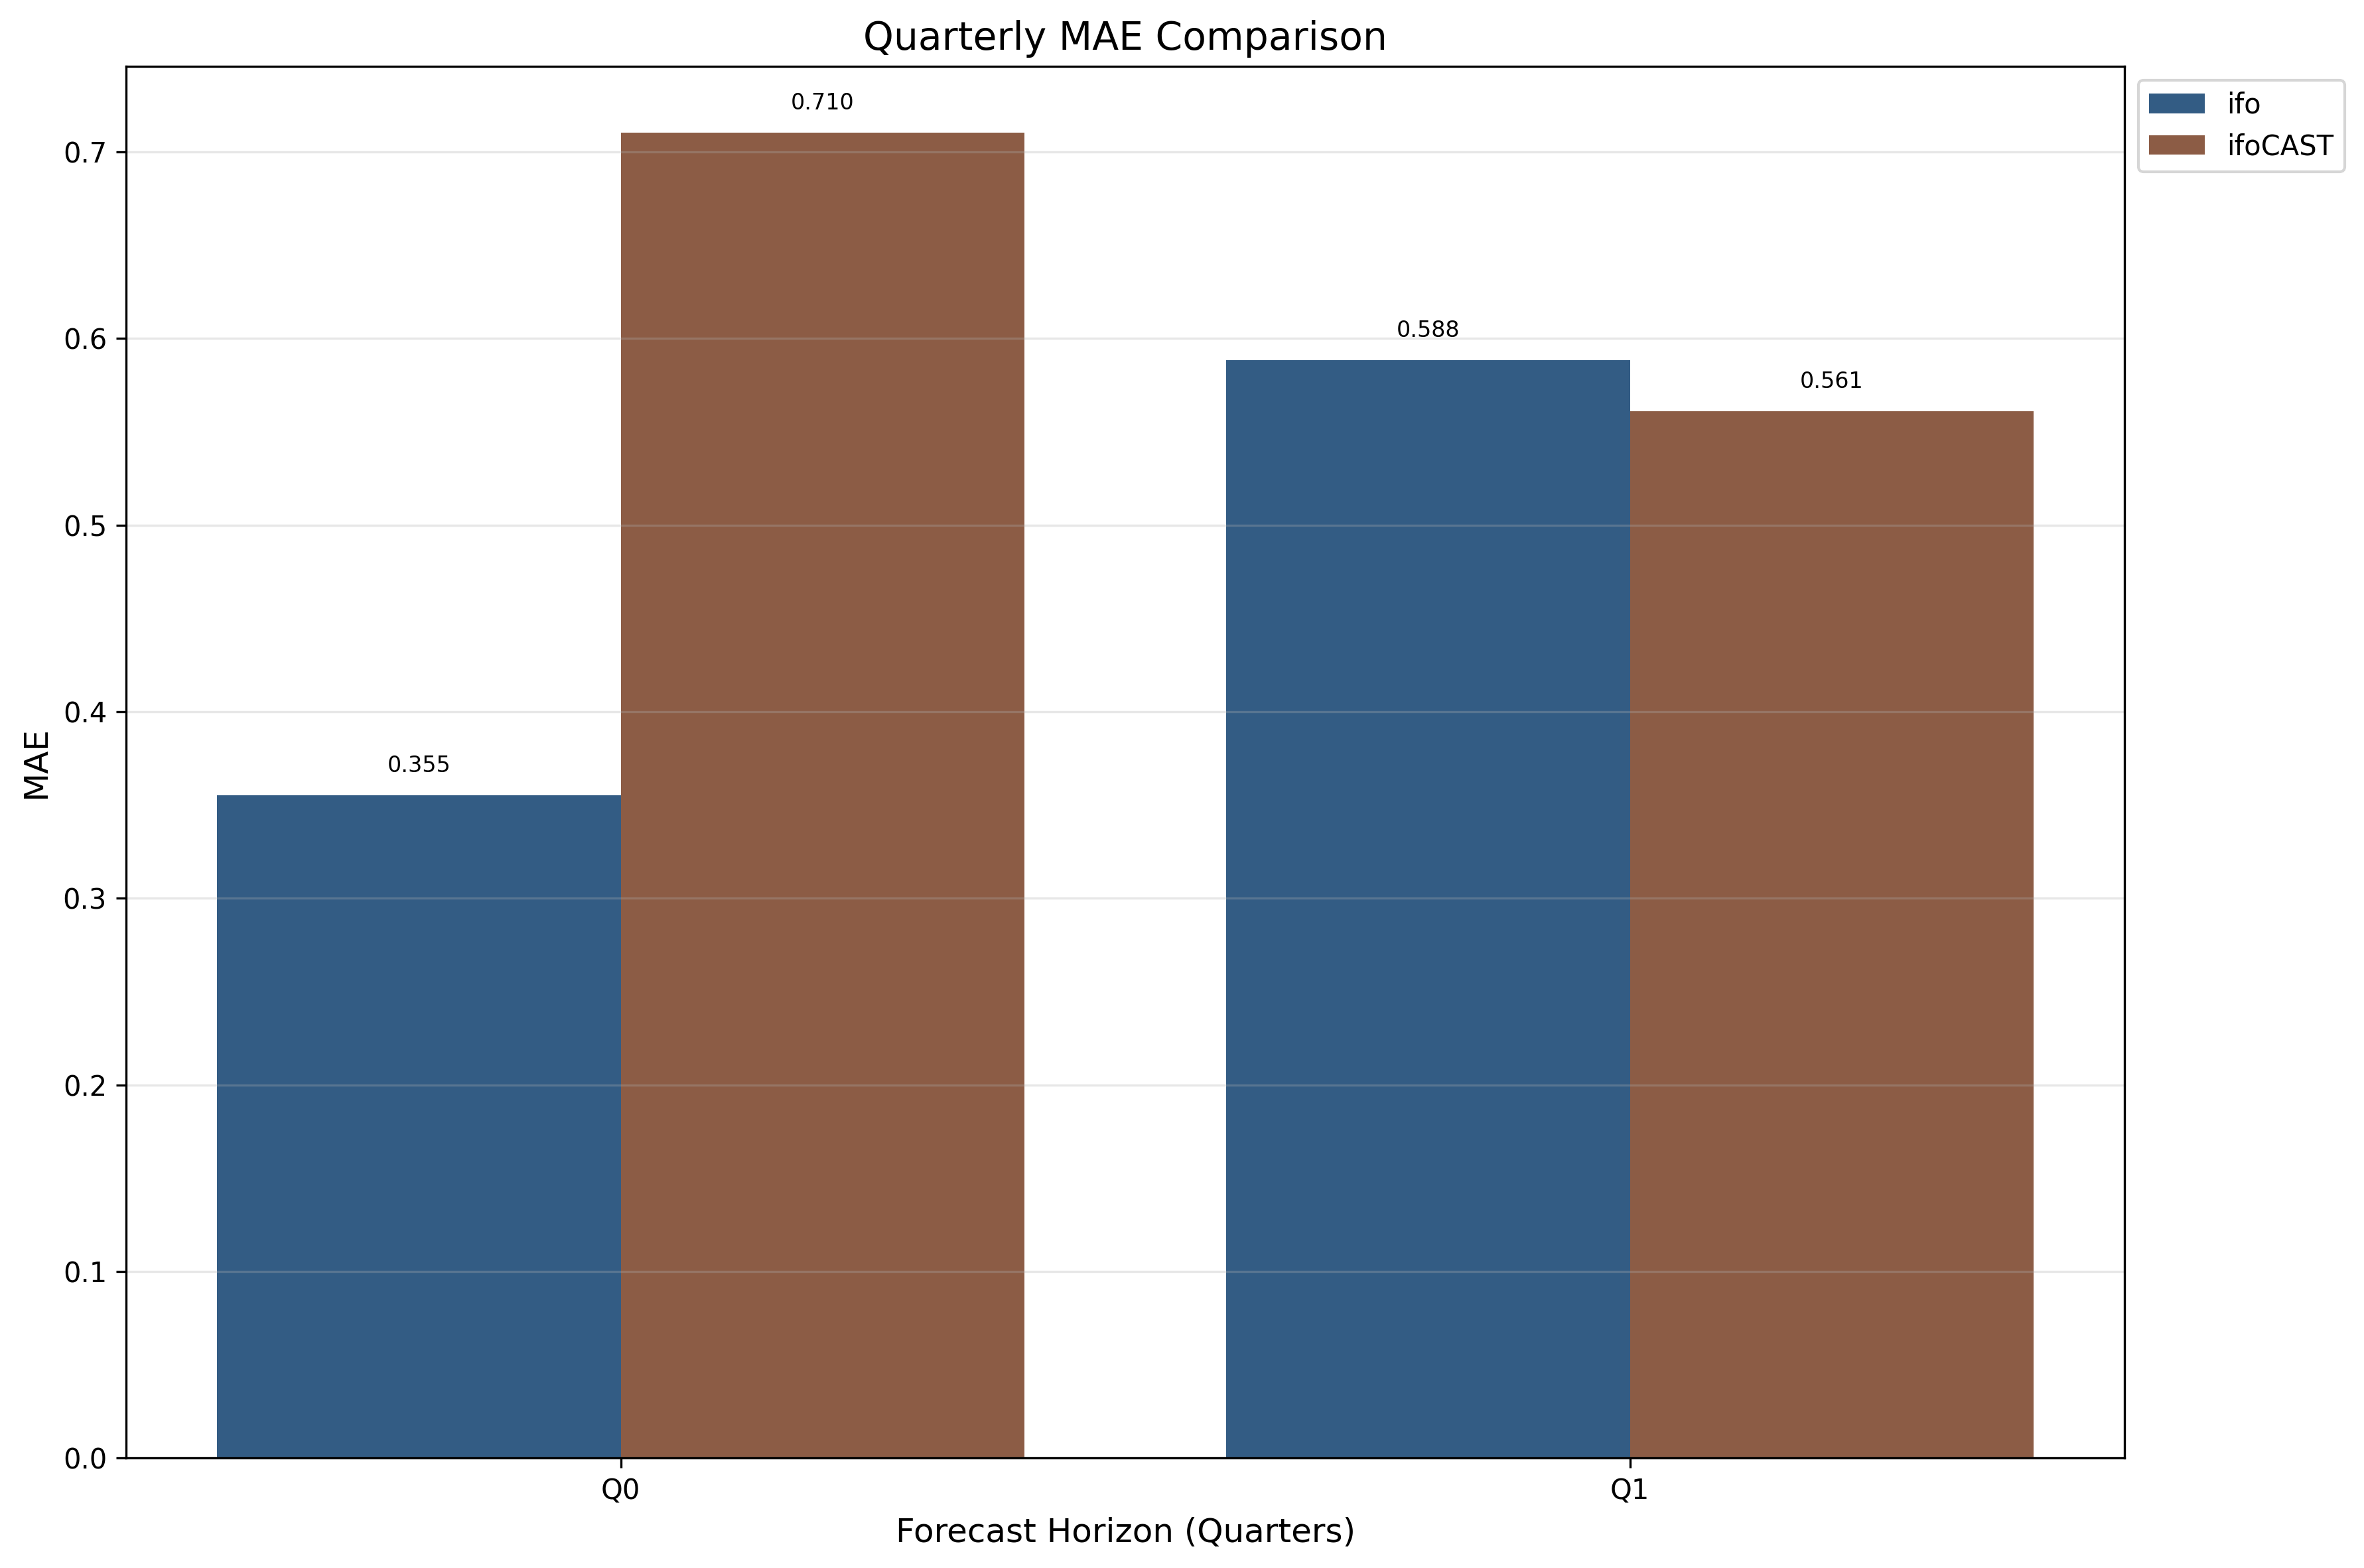 Quarterly MAE Comparison
ifo
ifoCAST
MAE
0.7
0.6
0.5
0.4
0.3
0.2
0.1
0.0
0.355
0.710
0.588
0.561
Q0
Q1
Forecast Horizon (Quarters)